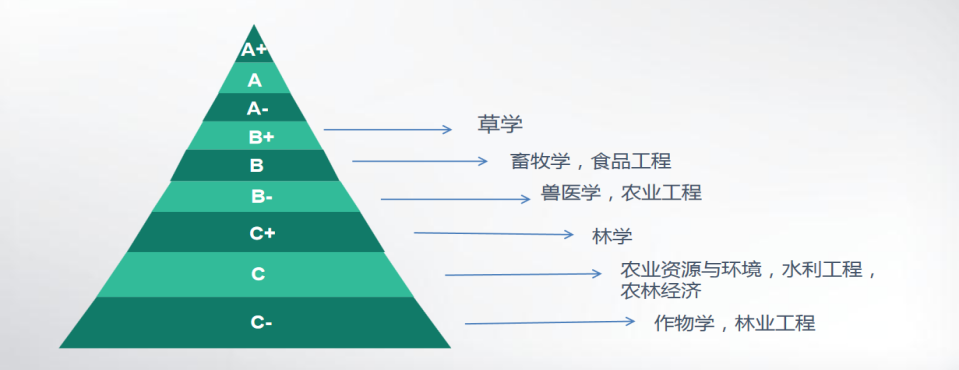 A+
A
A-
B+
草学
B
畜牧学，食品工程
B-
兽医学，农业工程
C+
林学
C
农业资源与环境，水利工程，
农林经济
C-
作物学，林业工程